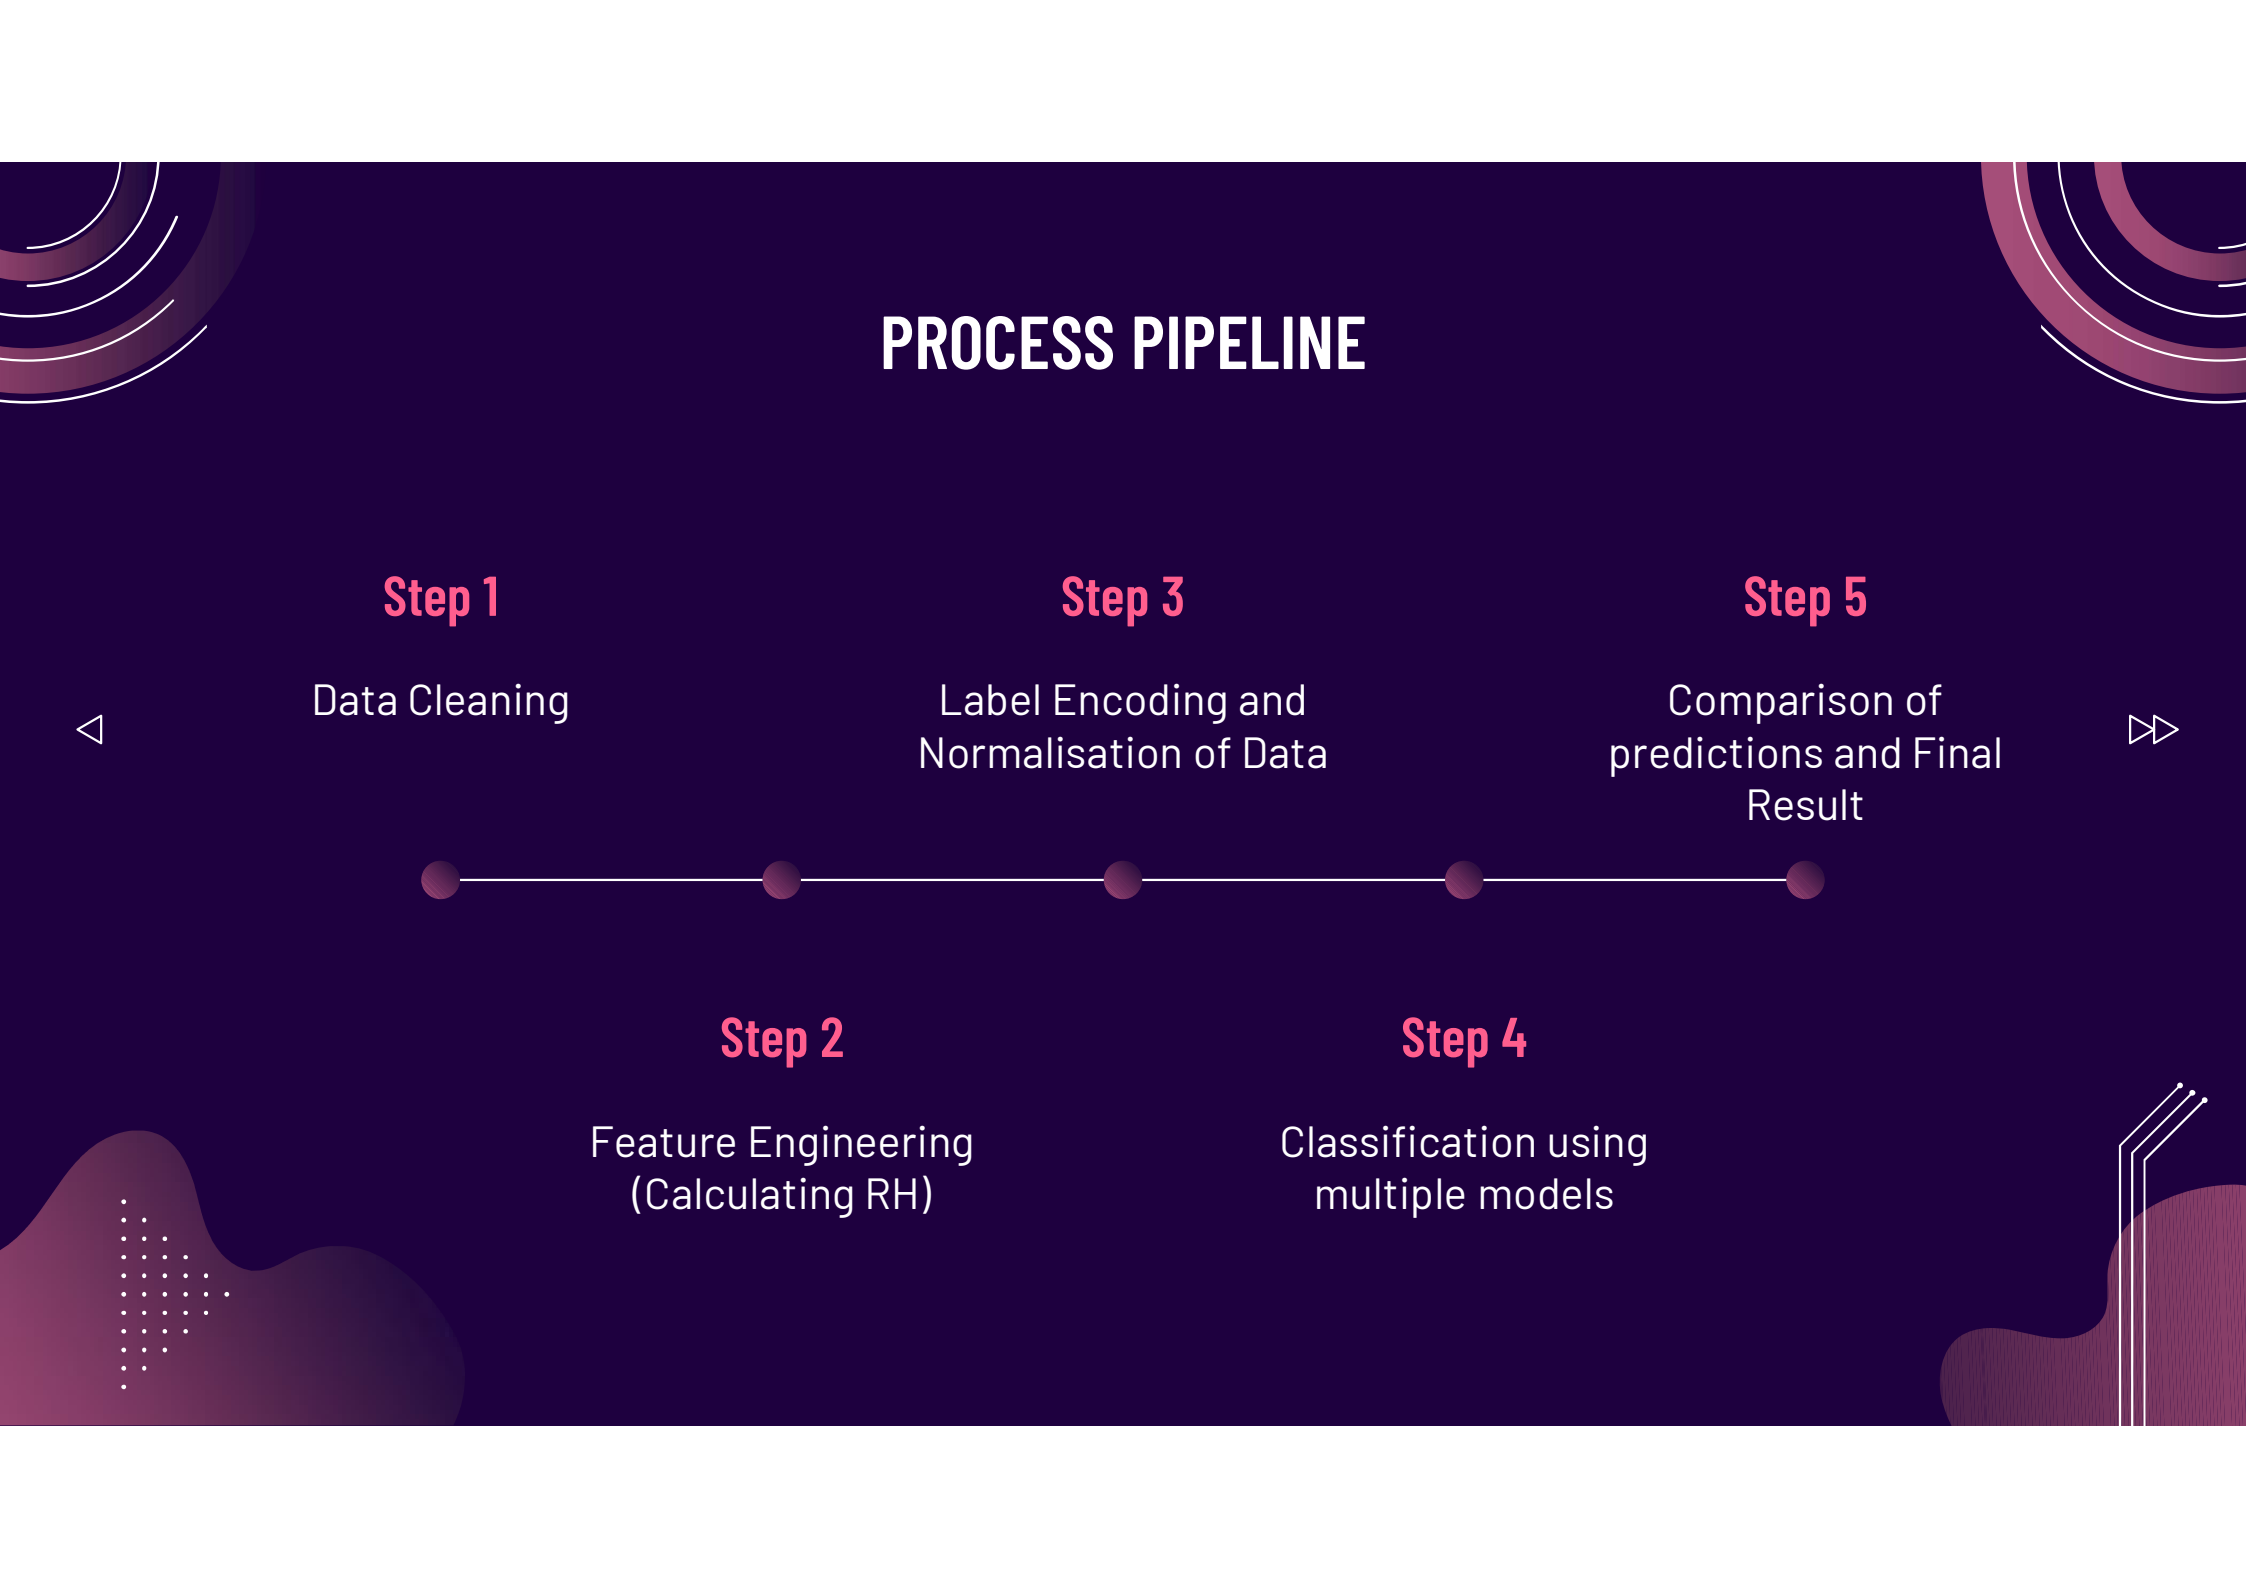 PROCESS PIPELINE
Step 1
Data Cleaning
Step 2
Feature Engineering
(Calculating RH)
Step 3
Label Encoding and
Normalisation of Data
Step 4
Classification using
multiple models
Step 5
Comparison of
predictions and Final
Result